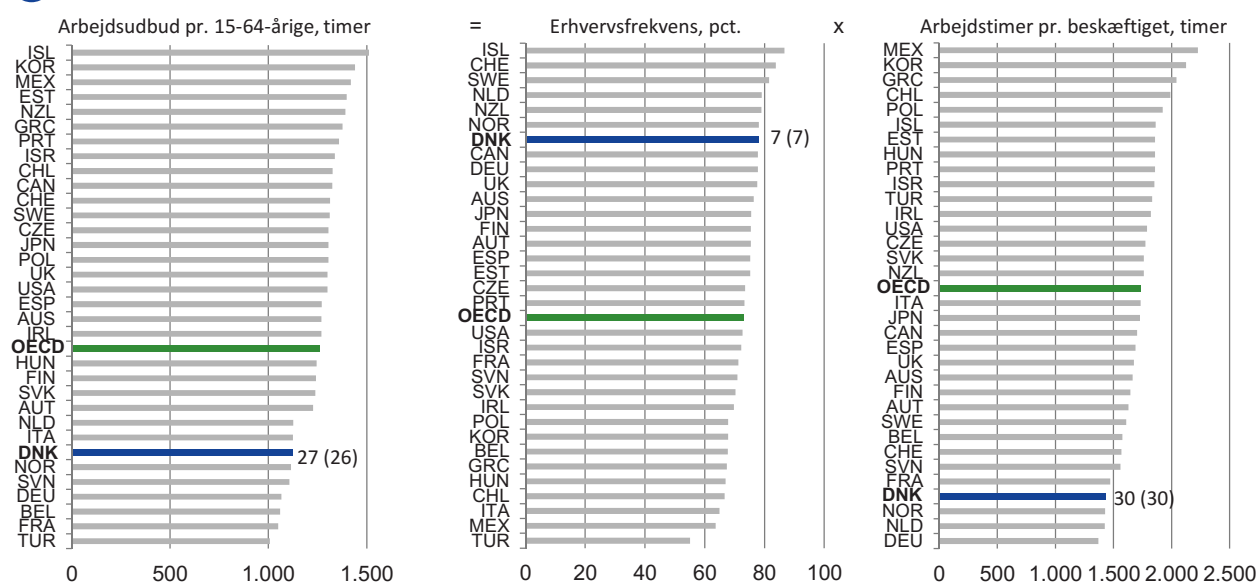 Arbejdsudbud pr. 15-64-årige, timer
ISL
KOR
MEX
EST
NZL
GRC
PRT
ISR
CHL
CAN
CHE
SWE
CZE
JPN
POL
UK
USA
ESP
AUS
IRL
OECD
HUN
FIN
SVK
AUT
NLD
ITA
DNK 27 (26)
NOR
SVN
DEU
BEL
FRA
TUR
0 500 1.000 1.500
=
Erhvervsfrekvens, pct.
ISL
CHE
SWE
NLD
NZL
NOR
DNK 7 (7)
CAN
DEU
UK
AUS
JPN
FIN
AUT
ESP
EST
CZE
PRT
OECD
USA
ISR
FRA
SVN
SVK
IRL
POL
KOR
BEL
GRC
HUN
CHL
ITA
MEX
TUR
0 20 40 60 80 100
x
Arbejdstimer pr. beskæftiget, timer
MEX
KOR
GRC
CHL
POL
ISL
EST
HUN
PRT
ISR
TUR
IRL
USA
CZE
SVK
NZL
OECD
ITA
JPN
CAN
ESP
UK
AUS
FIN
AUT
SWE
BEL
CHE
SVN
FRA
DNK 30 (30)
NOR
NLD
DEU
0 500 1.000 1.500 2.000 2.500